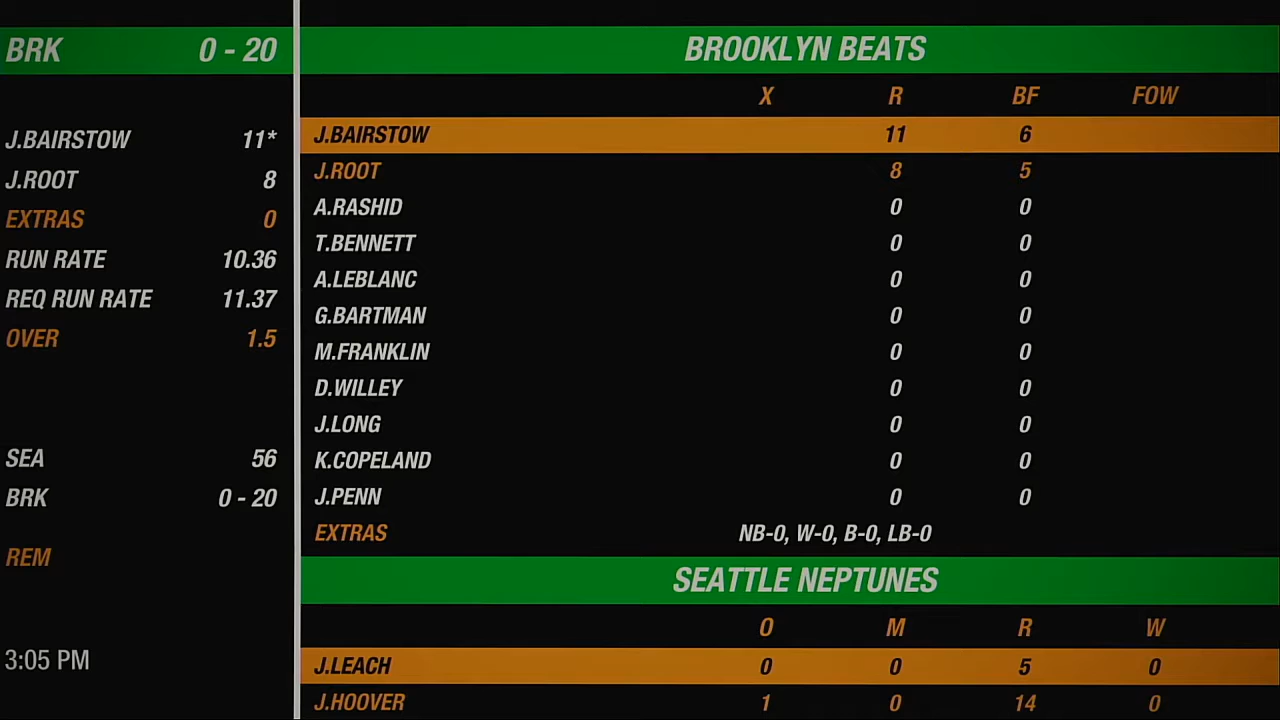 BRK 0 - 20
J.BAIRSTOW 11*
J.ROOT 8
EXTRAS 0
RUN RATE 10.36
REQ RUN RATE 11.37
OVER 1.5
SEA 56
BRK 0 - 20
REM
3:05 PM
BROOKLYN BEATS
X R BF FOW
J.BAIRSTOW 11 6
J.ROOT 8 5
A.RASHID 0 0
T.BENNETT 0 0
A.LEBLANC 0 0
G.BARTMAN 0 0
M.FRANKLIN 0 0
D.WILLEY 0 0
J.LONG 0 0
K.COPELAND 0 0
J.PENN 0 0
EXTRAS NB-0, W-0, B-0, LB-0
SEATTLE NEPTUNES
O M R W
J.LEACH 0 0 5 0
J.HOOVER 1 0 14 0